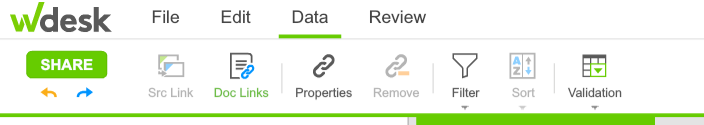 wdesk File Edit Data Review
SHARE
Src Link Doc Links Properties Remove Filter Sort Validation
A
Z